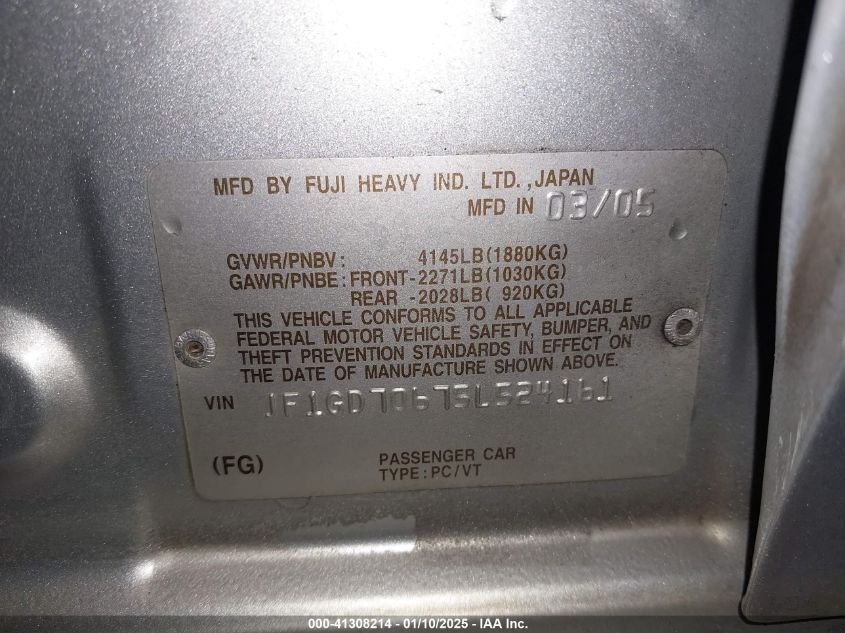 MFD BY FUJI HEAVY IND. LTD.,JAPAN
MFD IN 03/05
GVWR/PNBV: 4145LB(1880KG)
GAWR/PNBE: FRONT-2271LB(1030KG)
REAR -2028LB( 920KG)
THIS VEHICLE CONFORMS TO ALL APPLICABLE
FEDERAL MOTOR VEHICLE SAFETY, BUMPER, AND
THEFT PREVENTION STANDARDS IN EFFECT ON
THE DATE OF MANUFACTURE SHOWN ABOVE.
VIN JF1GD70675L524161
(FG) PASSENGER CAR
TYPE:PC/VT
000-41308214 - 01/10/2025 - IAA Inc.